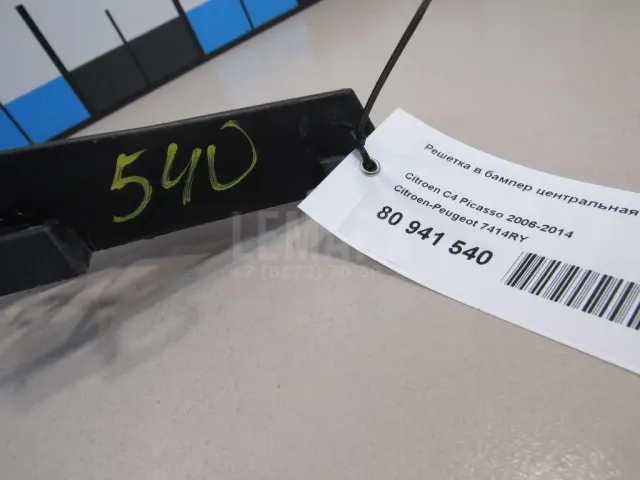 540
Решетка в бампер центральная
Citroen C4 Picasso 2006-2014
Citroen-Peugeot 7414RY
80 941 540